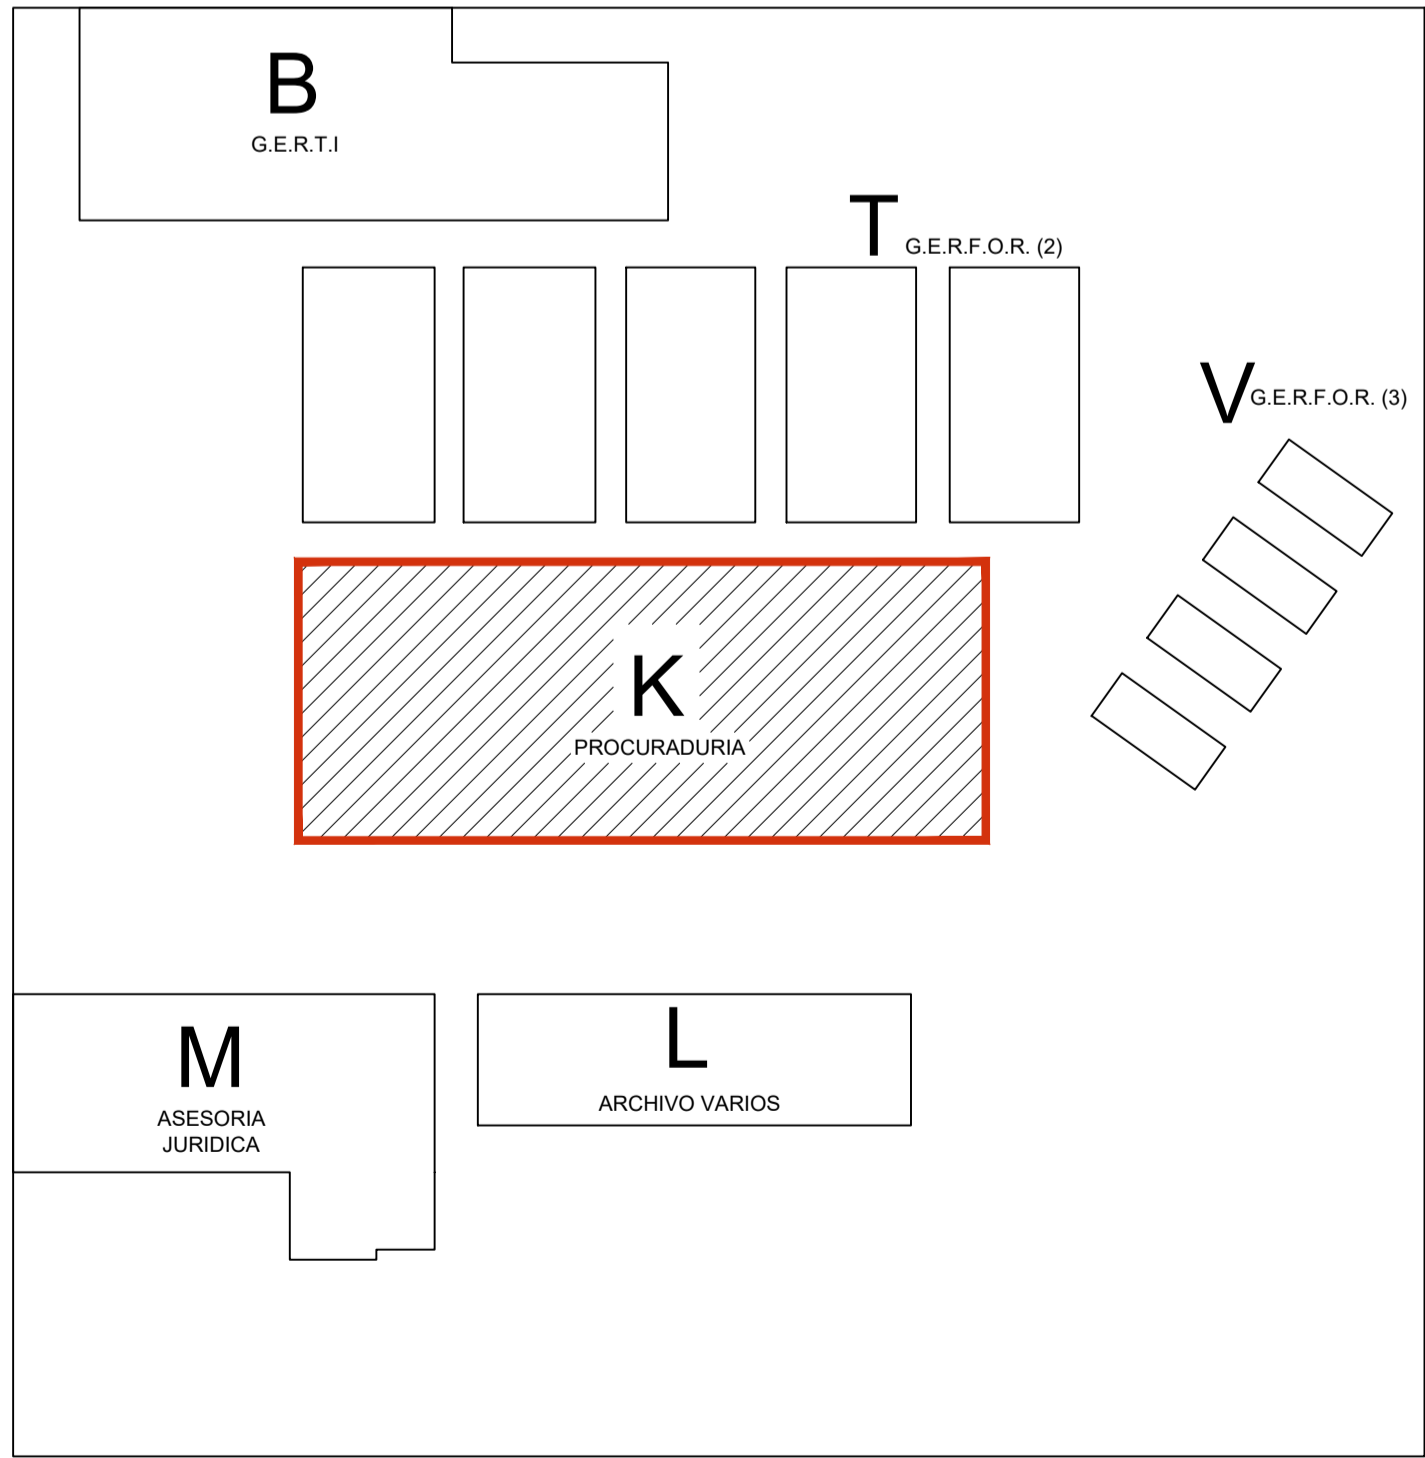 B
G.E.R.T.I
T
G.E.R.F.O.R. (2)
V
G.E.R.F.O.R. (3)
K
PROCURADURIA
M
ASESORIA
JURIDICA
L
ARCHIVO VARIOS